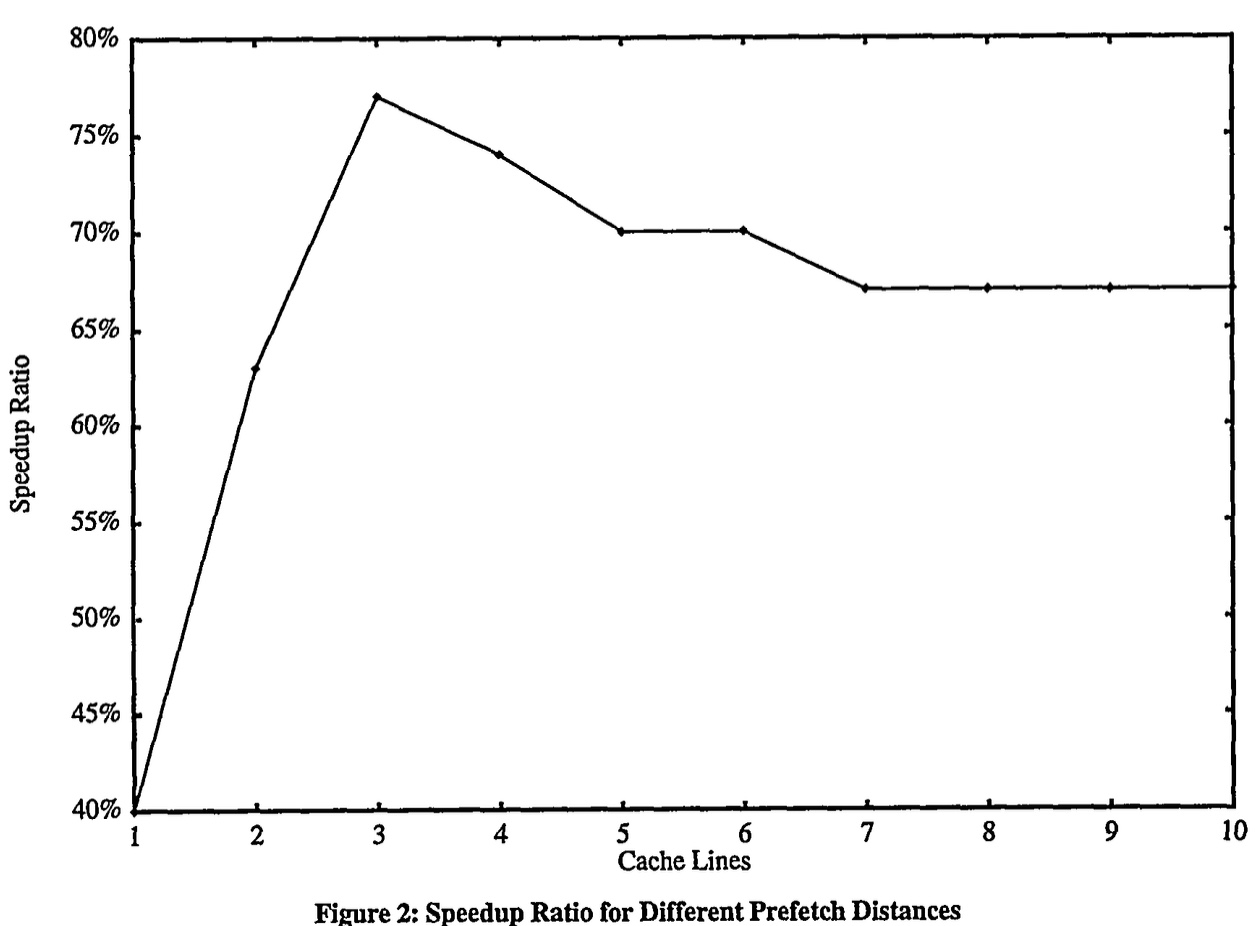 80%
75%
70%
65%
60%
55%
50%
45%
40%
Speedup Ratio
1 2 3 4 5 6 7 8 9 10
Cache Lines
Figure 2: Speedup Ratio for Different Prefetch Distances